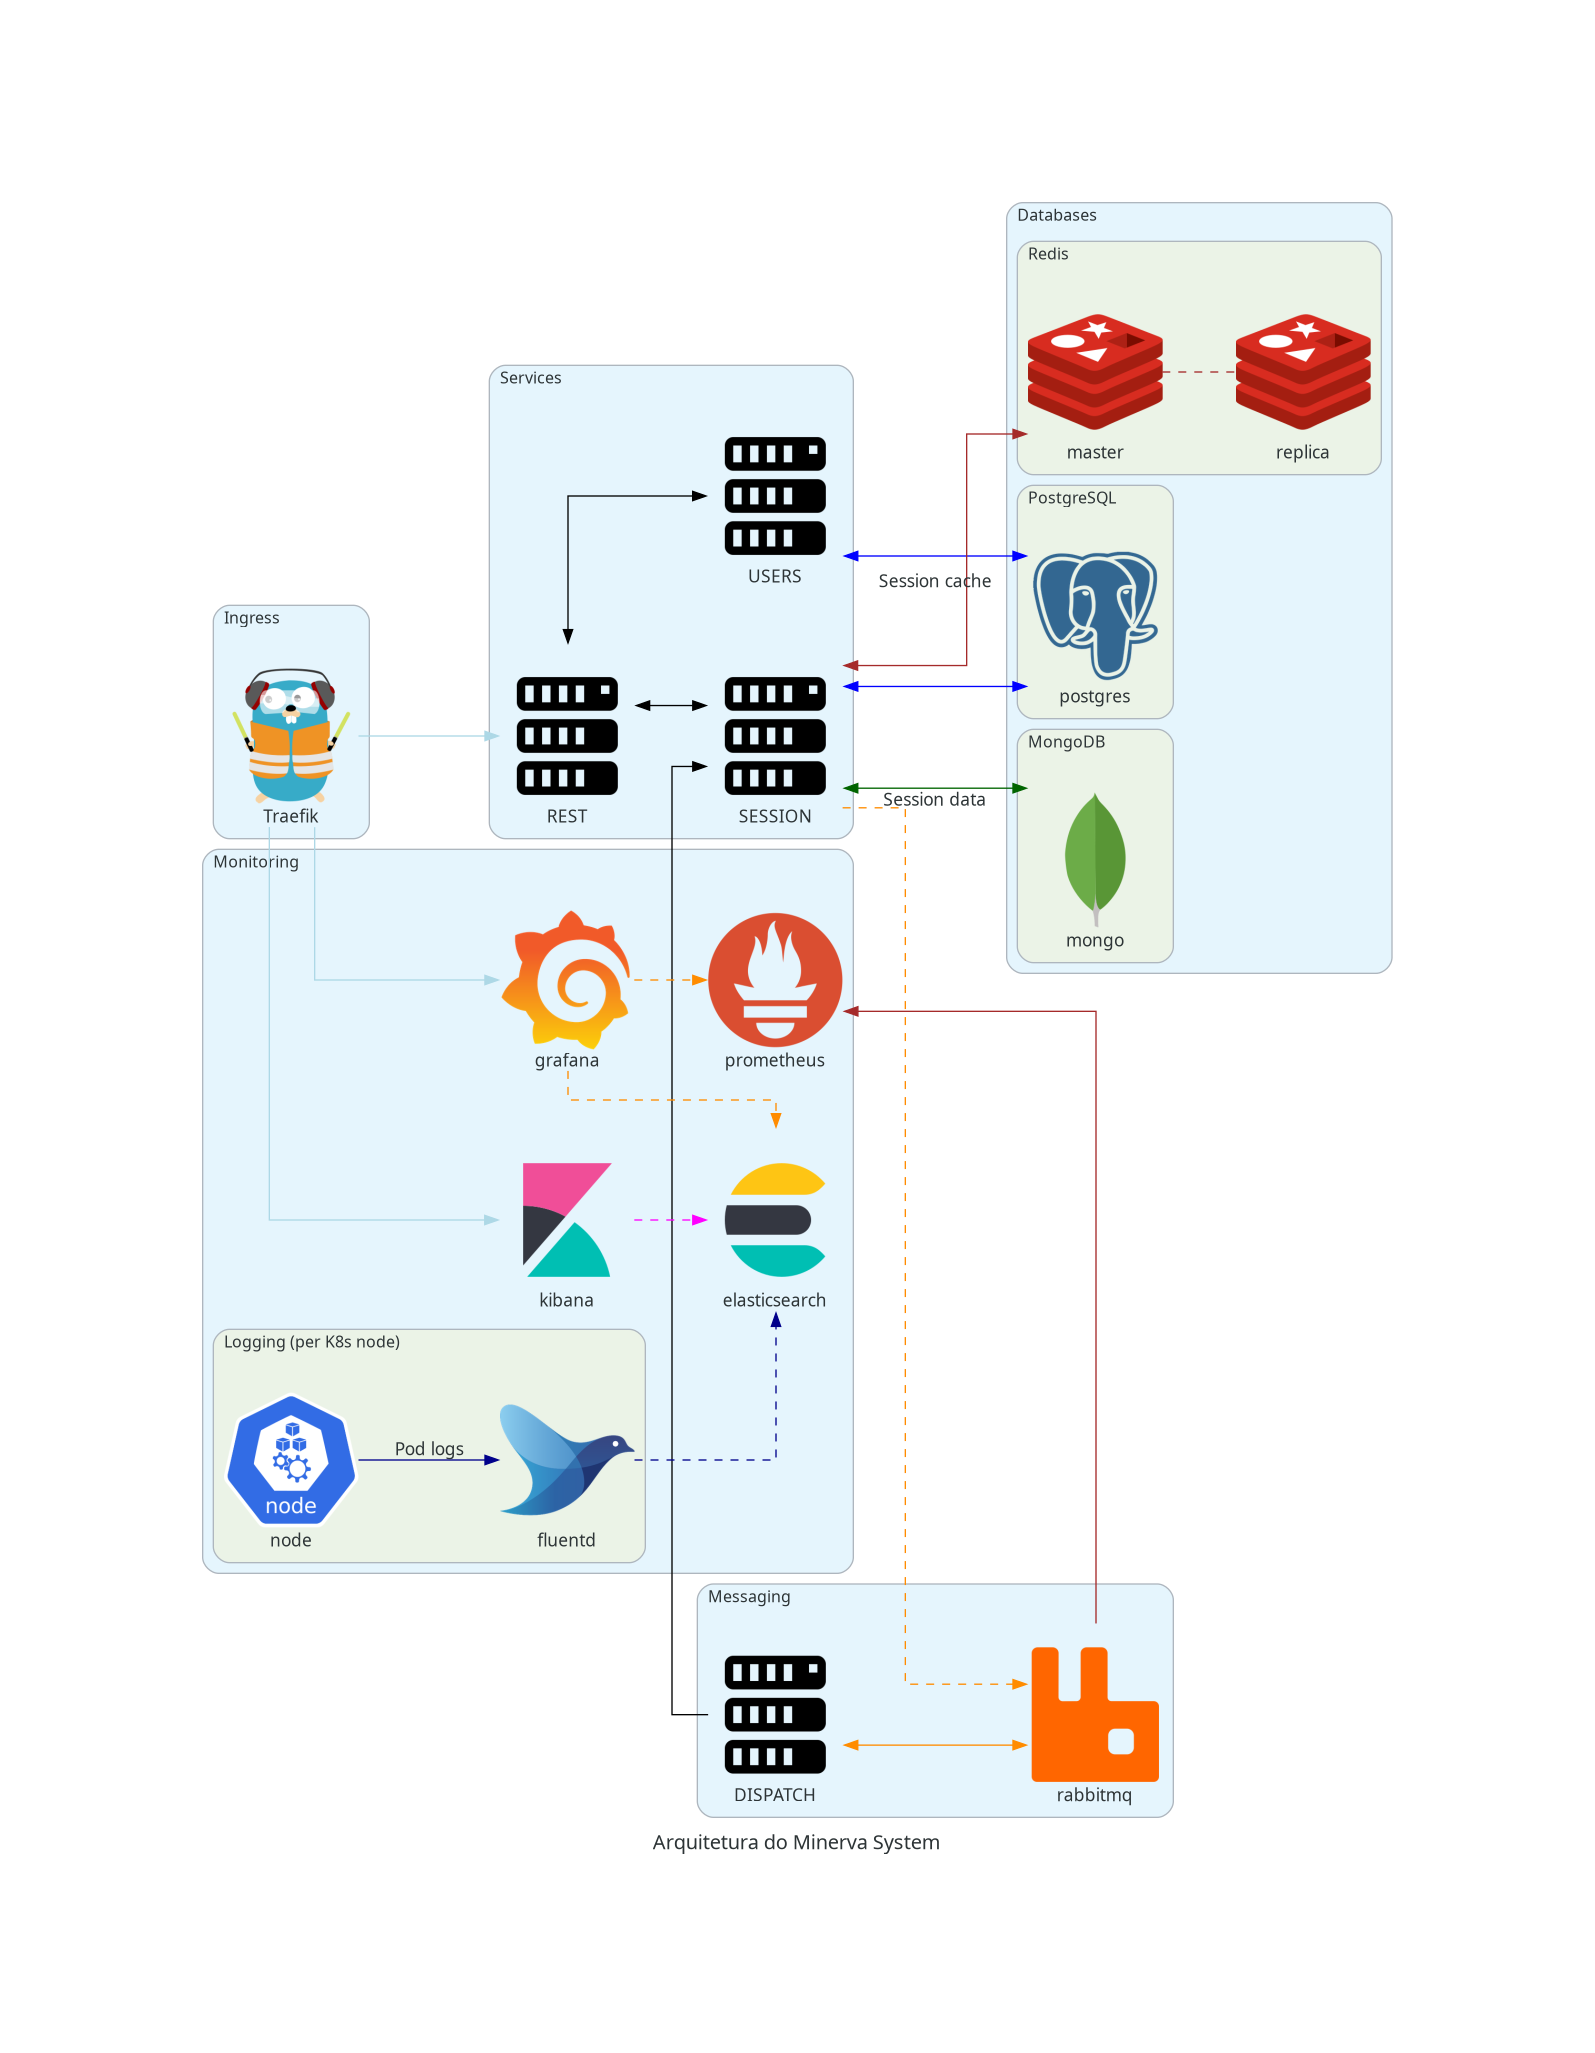 Databases
Redis
master
replica
Services
USERS
Session cache
PostgreSQL
postgres
Ingress
Traefik
REST
SESSION
Session data
MongoDB
mongo
Monitoring
grafana
prometheus
kibana
elasticsearch
Logging (per K8s node)
Pod logs
node
node
fluentd
Messaging
DISPATCH
rabbitmq
Arquitetura do Minerva System